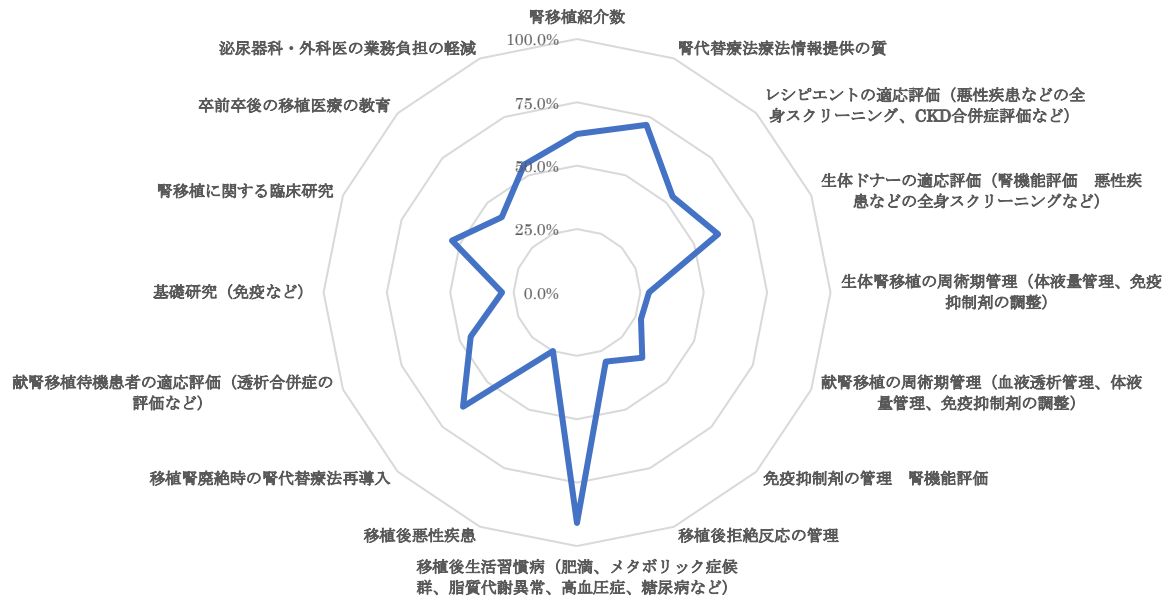 腎移植紹介数
100.0%
75.0%
50.0%
25.0%
0.0%
腎代替療法療法情報提供の質
レシピエントの適応評価（悪性疾患などの全
身スクリーニング、CKD合併症評価など）
生体ドナーの適応評価（腎機能評価　悪性疾
患などの全身スクリーニングなど）
生体腎移植の周術期管理（体液量管理、免疫
抑制剤の調整）
献腎移植の周術期管理（血液透析管理、体液
量管理、免疫抑制剤の調整）
免疫抑制剤の管理　腎機能評価
移植後拒絶反応の管理
移植後生活習慣病（肥満、メタボリック症候
群、脂質代謝異常、高血圧症、糖尿病など）
移植後悪性疾患
移植腎廃絶時の腎代替療法再導入
献腎移植待機患者の適応評価（透析合併症の
評価など）
基礎研究（免疫など）
腎移植に関する臨床研究
卒前卒後の移植医療の教育
泌尿器科・外科医の業務負担の軽減